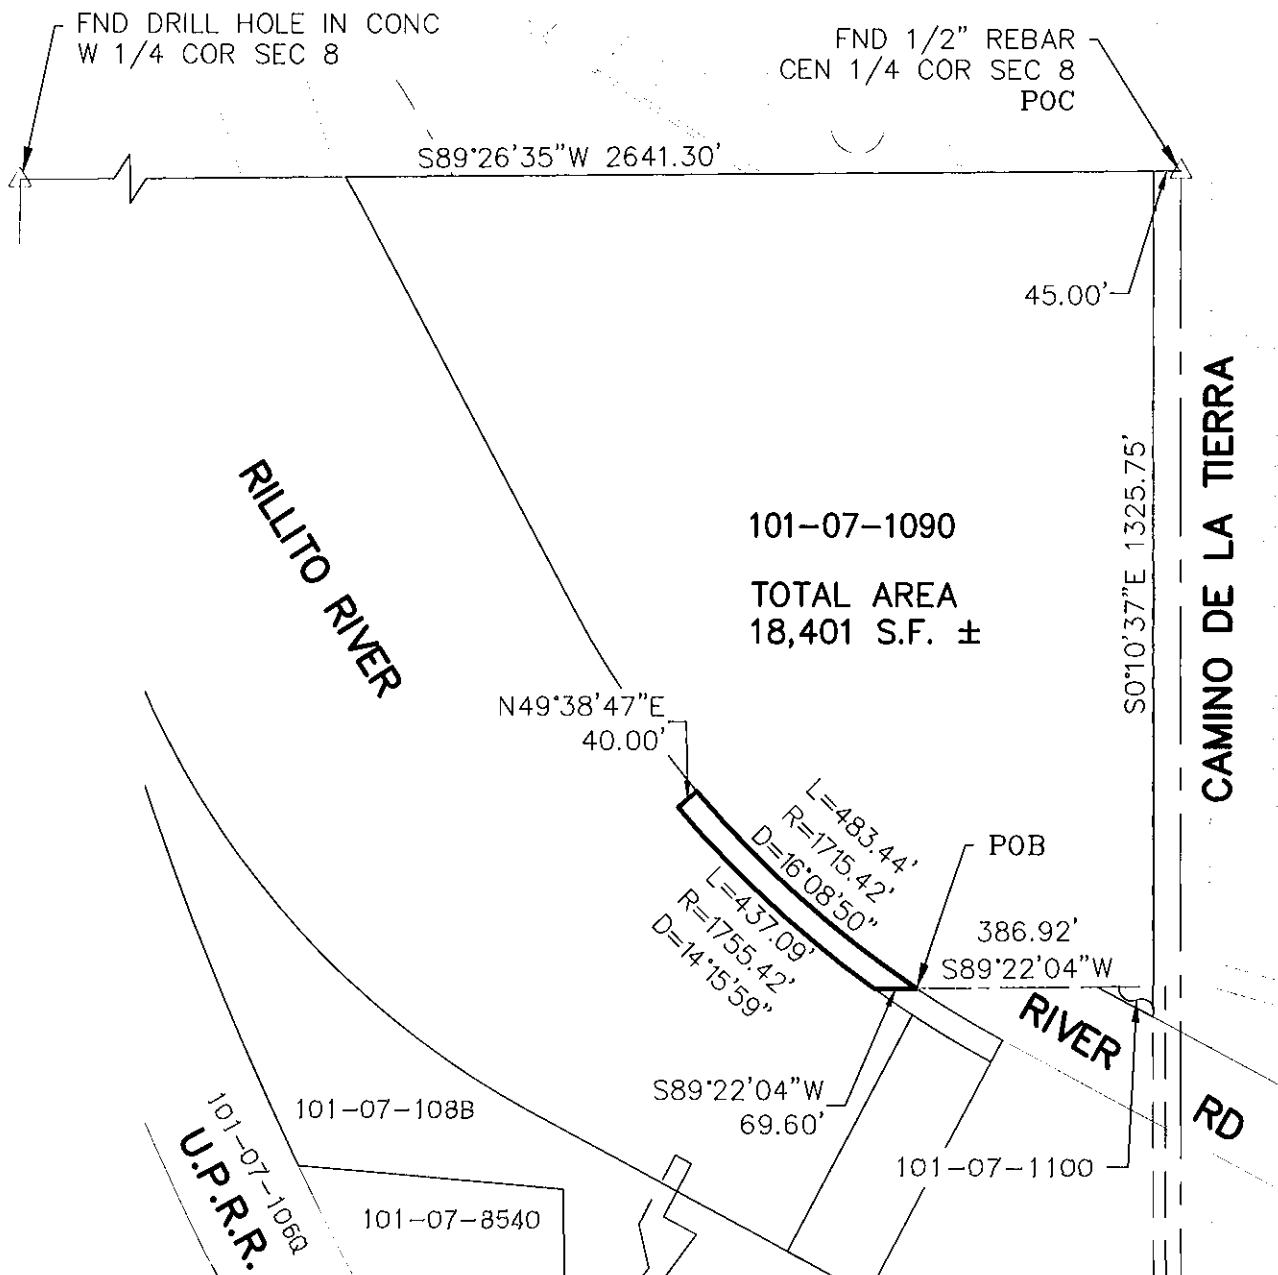 FND DRILL HOLE IN CONC
W 1/4 COR SEC 8
FND 1/2" REBAR
CEN 1/4 COR SEC 8
POC
S89°26'35"W 2641.30'
45.00'
RILLITO RIVER
101-07-1090
TOTAL AREA
18,401 S.F. ±
S0°10'37"E 1325.75'
CAMINO DE LA TIERRA
N49°38'47"E
40.00'
L=483.44'
R=1715.42'
D=16°08'50"
L=437.09'
R=1755.42'
D=14°15'59"
POB
386.92'
S89°22'04"W
RIVER
RD
S89°22'04"W
69.60'
101-07-1100
101-07-108B
101-07-106Q
U.P.R.R.
101-07-8540